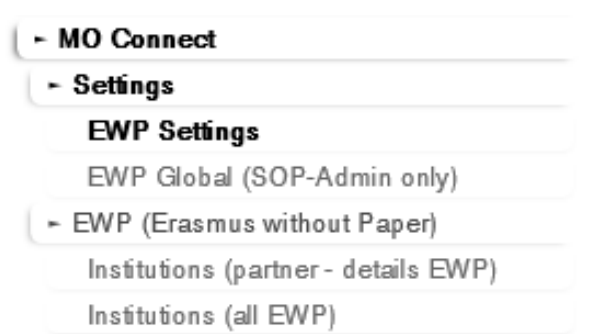 MO Connect
Settings
EWP Settings
EWP Global (SOP-Admin only)
EWP (Erasmus without Paper)
Institutions (partner - details EWP)
Institutions (all EWP)